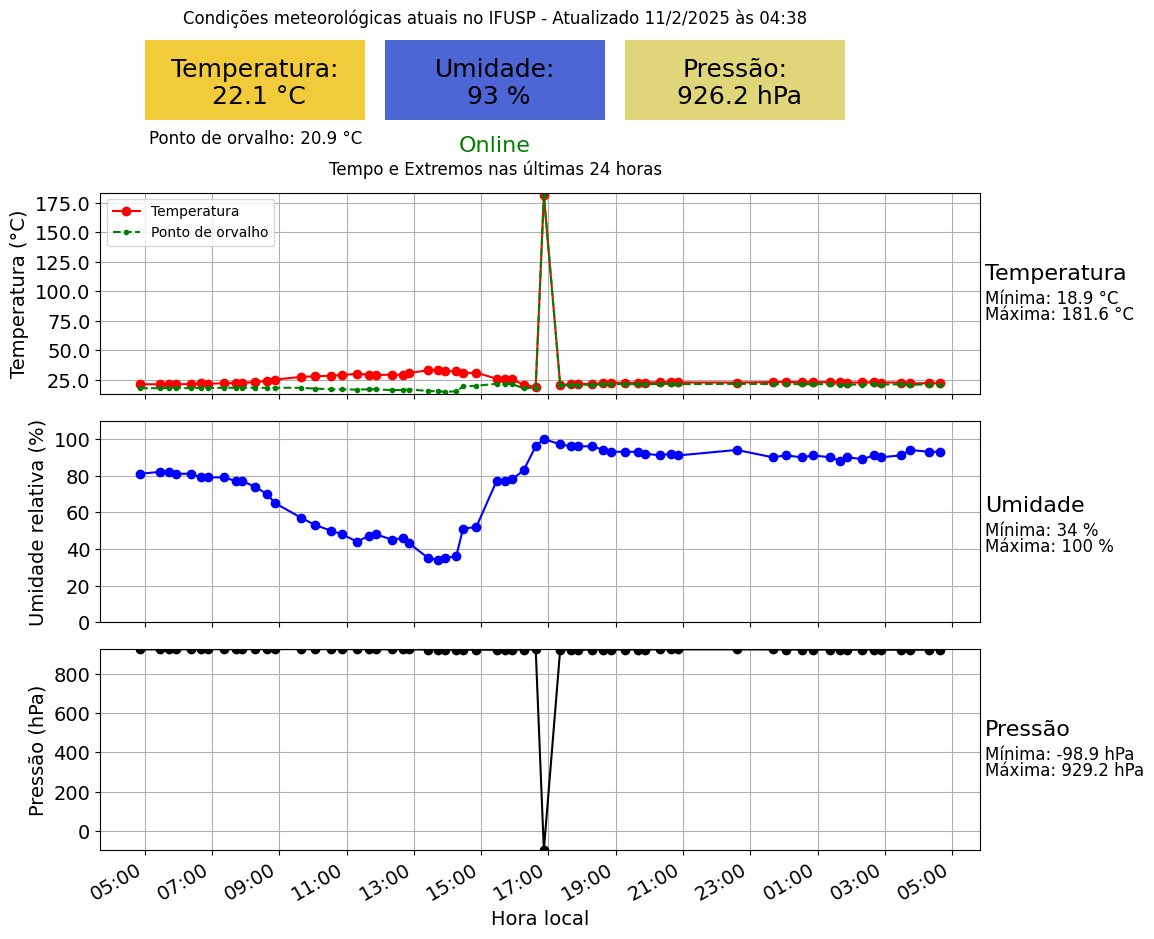 Condições meteorológicas atuais no IFUSP - Atualizado 11/2/2025 às 04:38
Temperatura:
22.1 °C
Umidade:
93 %
Pressão:
926.2 hPa
Ponto de orvalho: 20.9 °C
Online
Tempo e Extremos nas últimas 24 horas
Temperatura (°C)
175.0
150.0
125.0
100.0
75.0
50.0
25.0
Temperatura
Ponto de orvalho
Temperatura
Mínima: 18.9 °C
Máxima: 181.6 °C
Umidade relativa (%)
100
80
60
40
20
0
Umidade
Mínima: 34 %
Máxima: 100 %
Pressão (hPa)
800
600
400
200
0
Pressão
Mínima: -98.9 hPa
Máxima: 929.2 hPa
05:00 07:00 09:00 11:00 13:00 15:00 17:00 19:00 21:00 23:00 01:00 03:00 05:00
Hora local